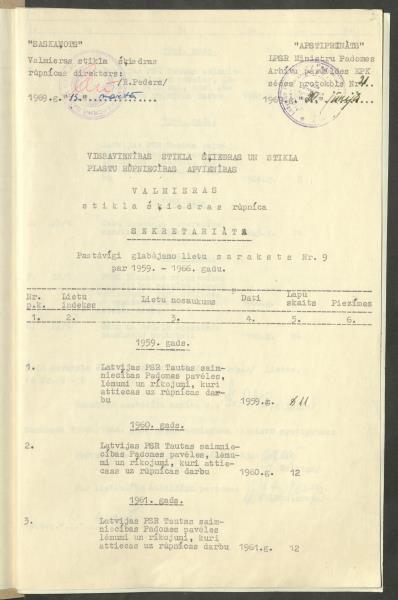 "SASKAŅOTS"
Valmieras stikla šķiedras
rūpnīcas direktors:
/R.Peders/
1969.g."15."...
"APSTIPRINĀTS"
LPSR Ministru Padomes
Arhīvu pārvaldes EPK
sēdes protokols Nr.
VISSAVIENĪBAS STIKLA ŠĶIEDRAS UN STIKLA
PLASTU RŪPNIECĪBAS APVIENĪBAS
VALMIERAS
stikla šķiedras rūpnīca
SEKRETARIĀTS
Pastāvīgi glabājamo lietu saraksts Nr. 9
par 1959. - 1966. gadu.
Nr. p.k. Lietu indekss Lietu nosaukums Dati Lapu skaits Piezīmes
1. 2. 3. 4. 5. 6.
1959. gads.
1. Latvijas PSR Tautas saim-
niecības Padomes pavēles,
lēmumi un rīkojumi, kuri
attiecas uz rūpnīcas dar-
bu 1959.g. 11
1960. gads.
2. Latvijas PSR Tautas saimnie-
cības Padomes pavēles, lēmu-
mi un rīkojumi, kuri attie-
cas uz rūpnīcas darbu 1960.g. 12
1961. gads.
3. Latvijas PSR Tautas saim-
niecības Padomes pavēles
lēmumi un rīkojumi, kuri
attiecas uz rūpnīcas darbu 1961.g. 12